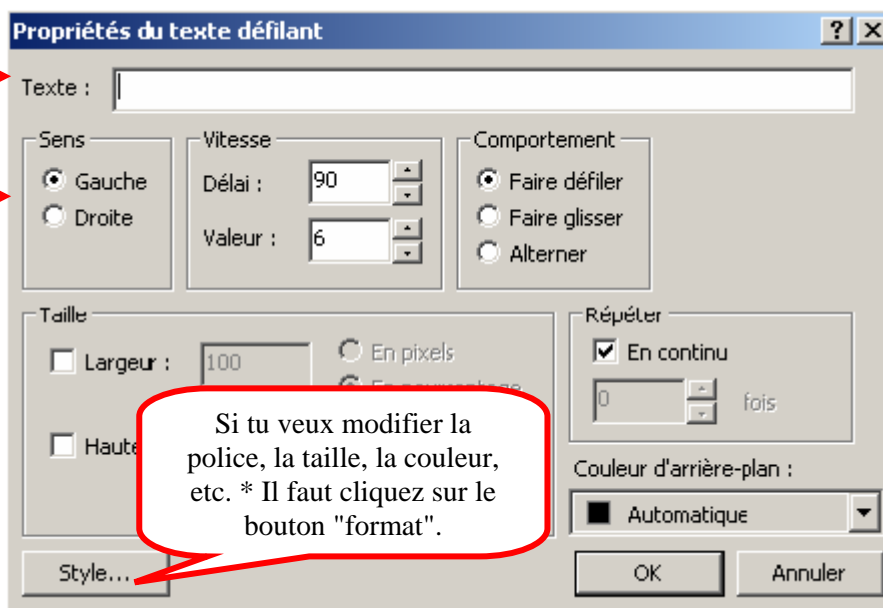 Propriétés du texte défilant
Texte :
Sens
Gauche
Droite
Vitesse
Délai : 90
Valeur : 6
Comportement
Faire défiler
Faire glisser
Alterner
Taille
Largeur : 100
En pixels
En pourcentage
Haute
Répéter
En continu
0 fois
Si tu veux modifier la
police, la taille, la couleur,
etc. * Il faut cliquez sur le
bouton "format".
Couleur d'arrière-plan :
Automatique
Style...
OK
Annuler